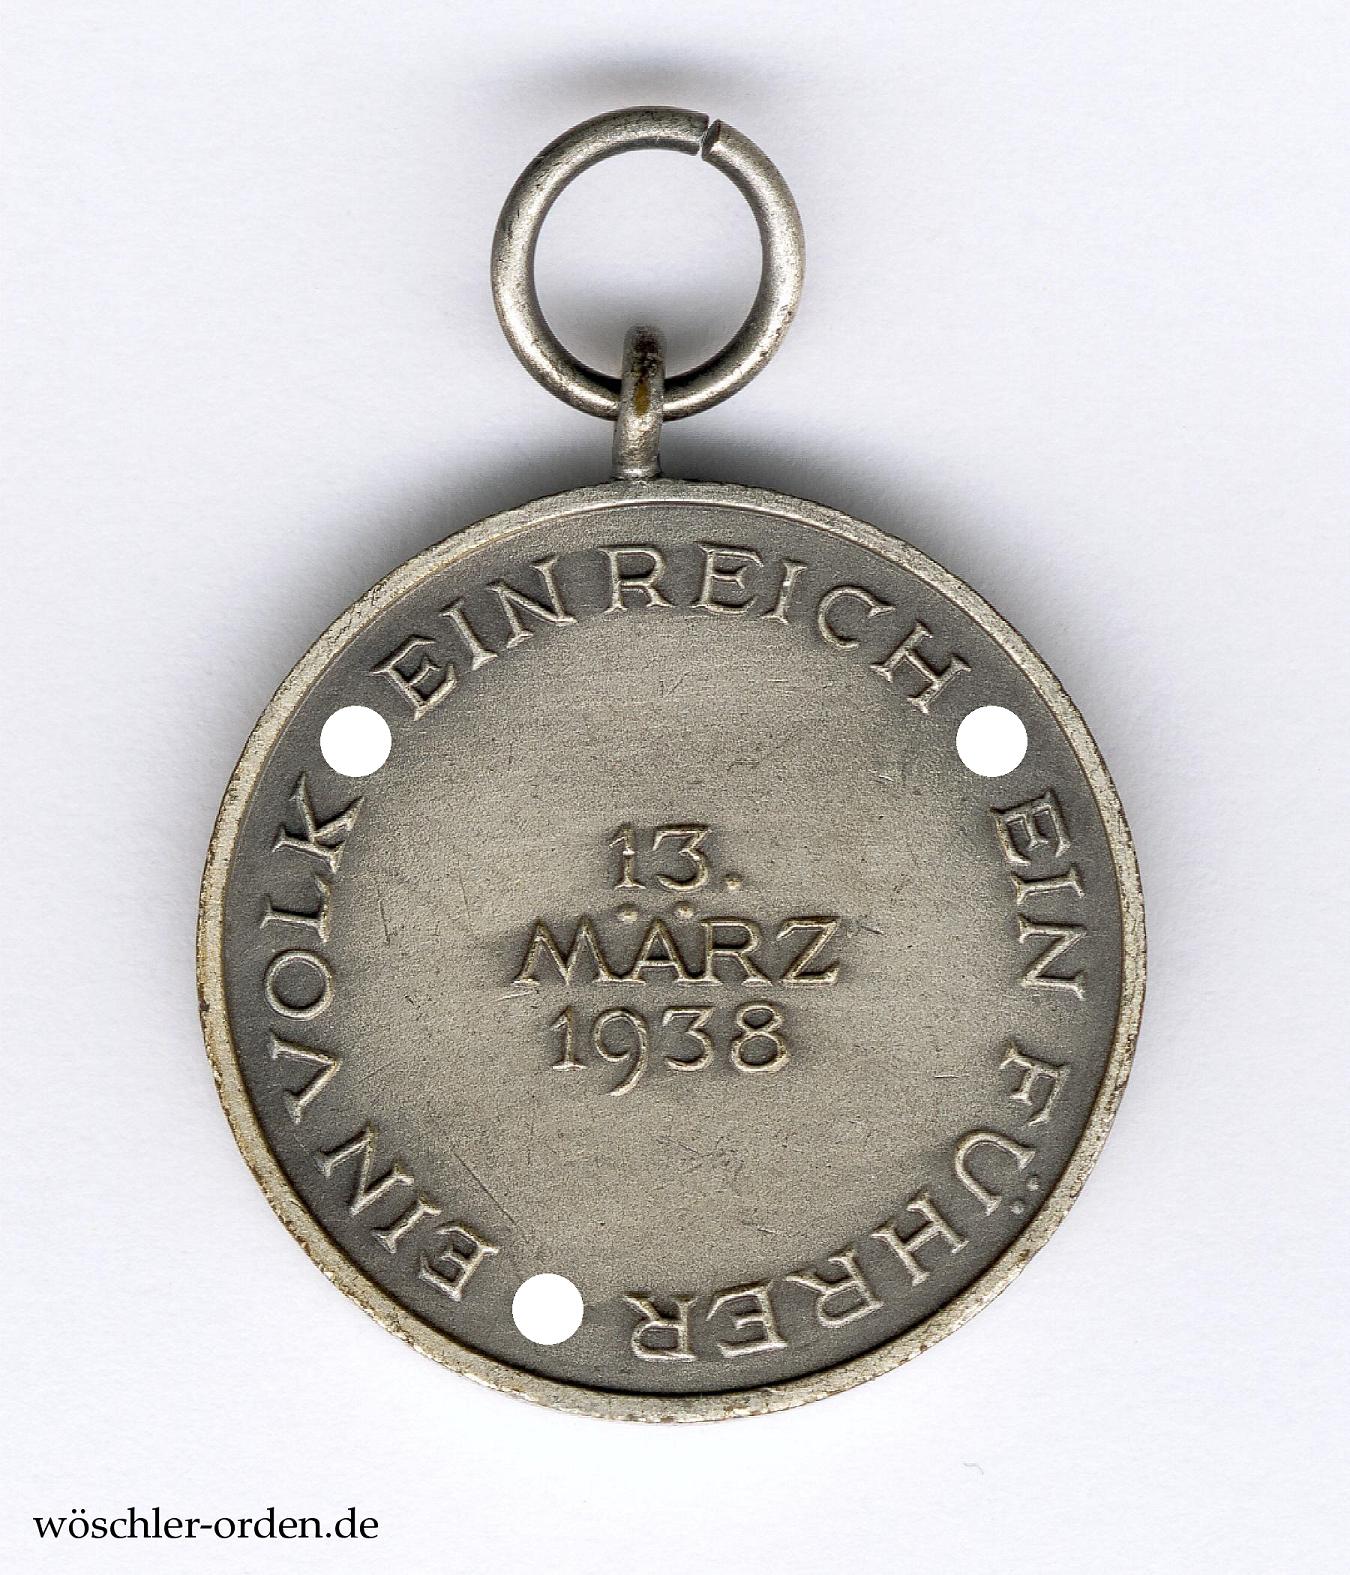 EIN VOLK EIN REICH EIN FÜHRER
13.
MÄRZ
1938
wöschler-orden.de